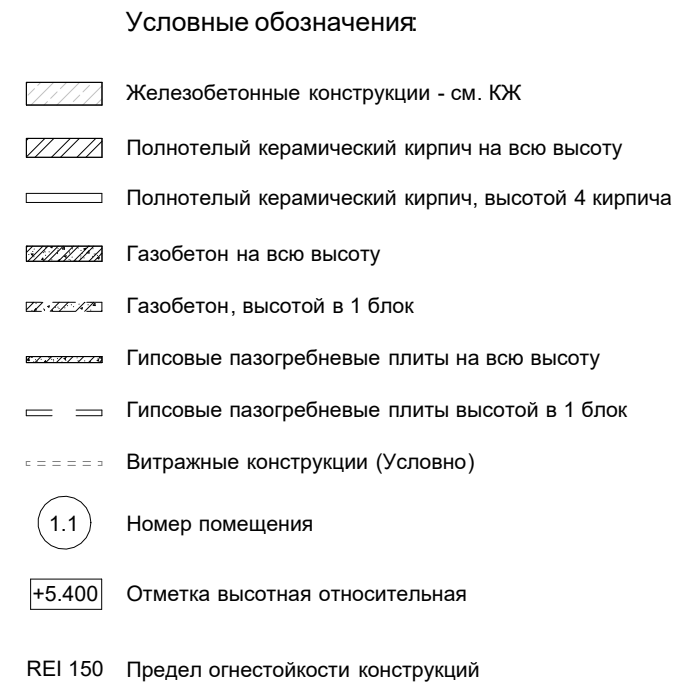 Условные обозначения:
Железобетонные конструкции - см. КЖ
Полнотелый керамический кирпич на всю высоту
Полнотелый керамический кирпич, высотой 4 кирпича
Газобетон на всю высоту
Газобетон, высотой в 1 блок
Гипсовые пазогребневые плиты на всю высоту
Гипсовые пазогребневые плиты высотой в 1 блок
Витражные конструкции (Условно)
1.1 Номер помещения
+5.400 Отметка высотная относительная
REI 150 Предел огнестойкости конструкций